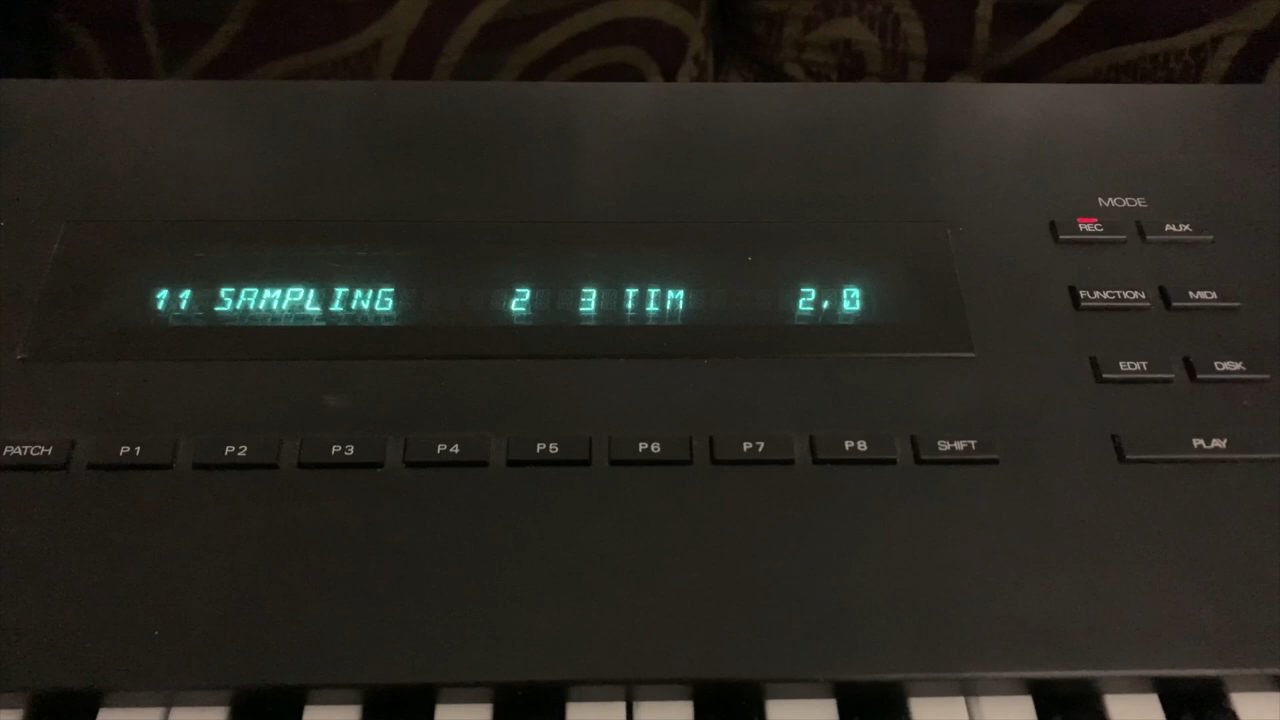 MODE
REC AUX
11 SAMPLING 2 3 TIM 2,0
FUNCTION MIDI
EDIT DISK
PATCH P1 P2 P3 P4 P5 P6 P7 P8 SHIFT PLAY